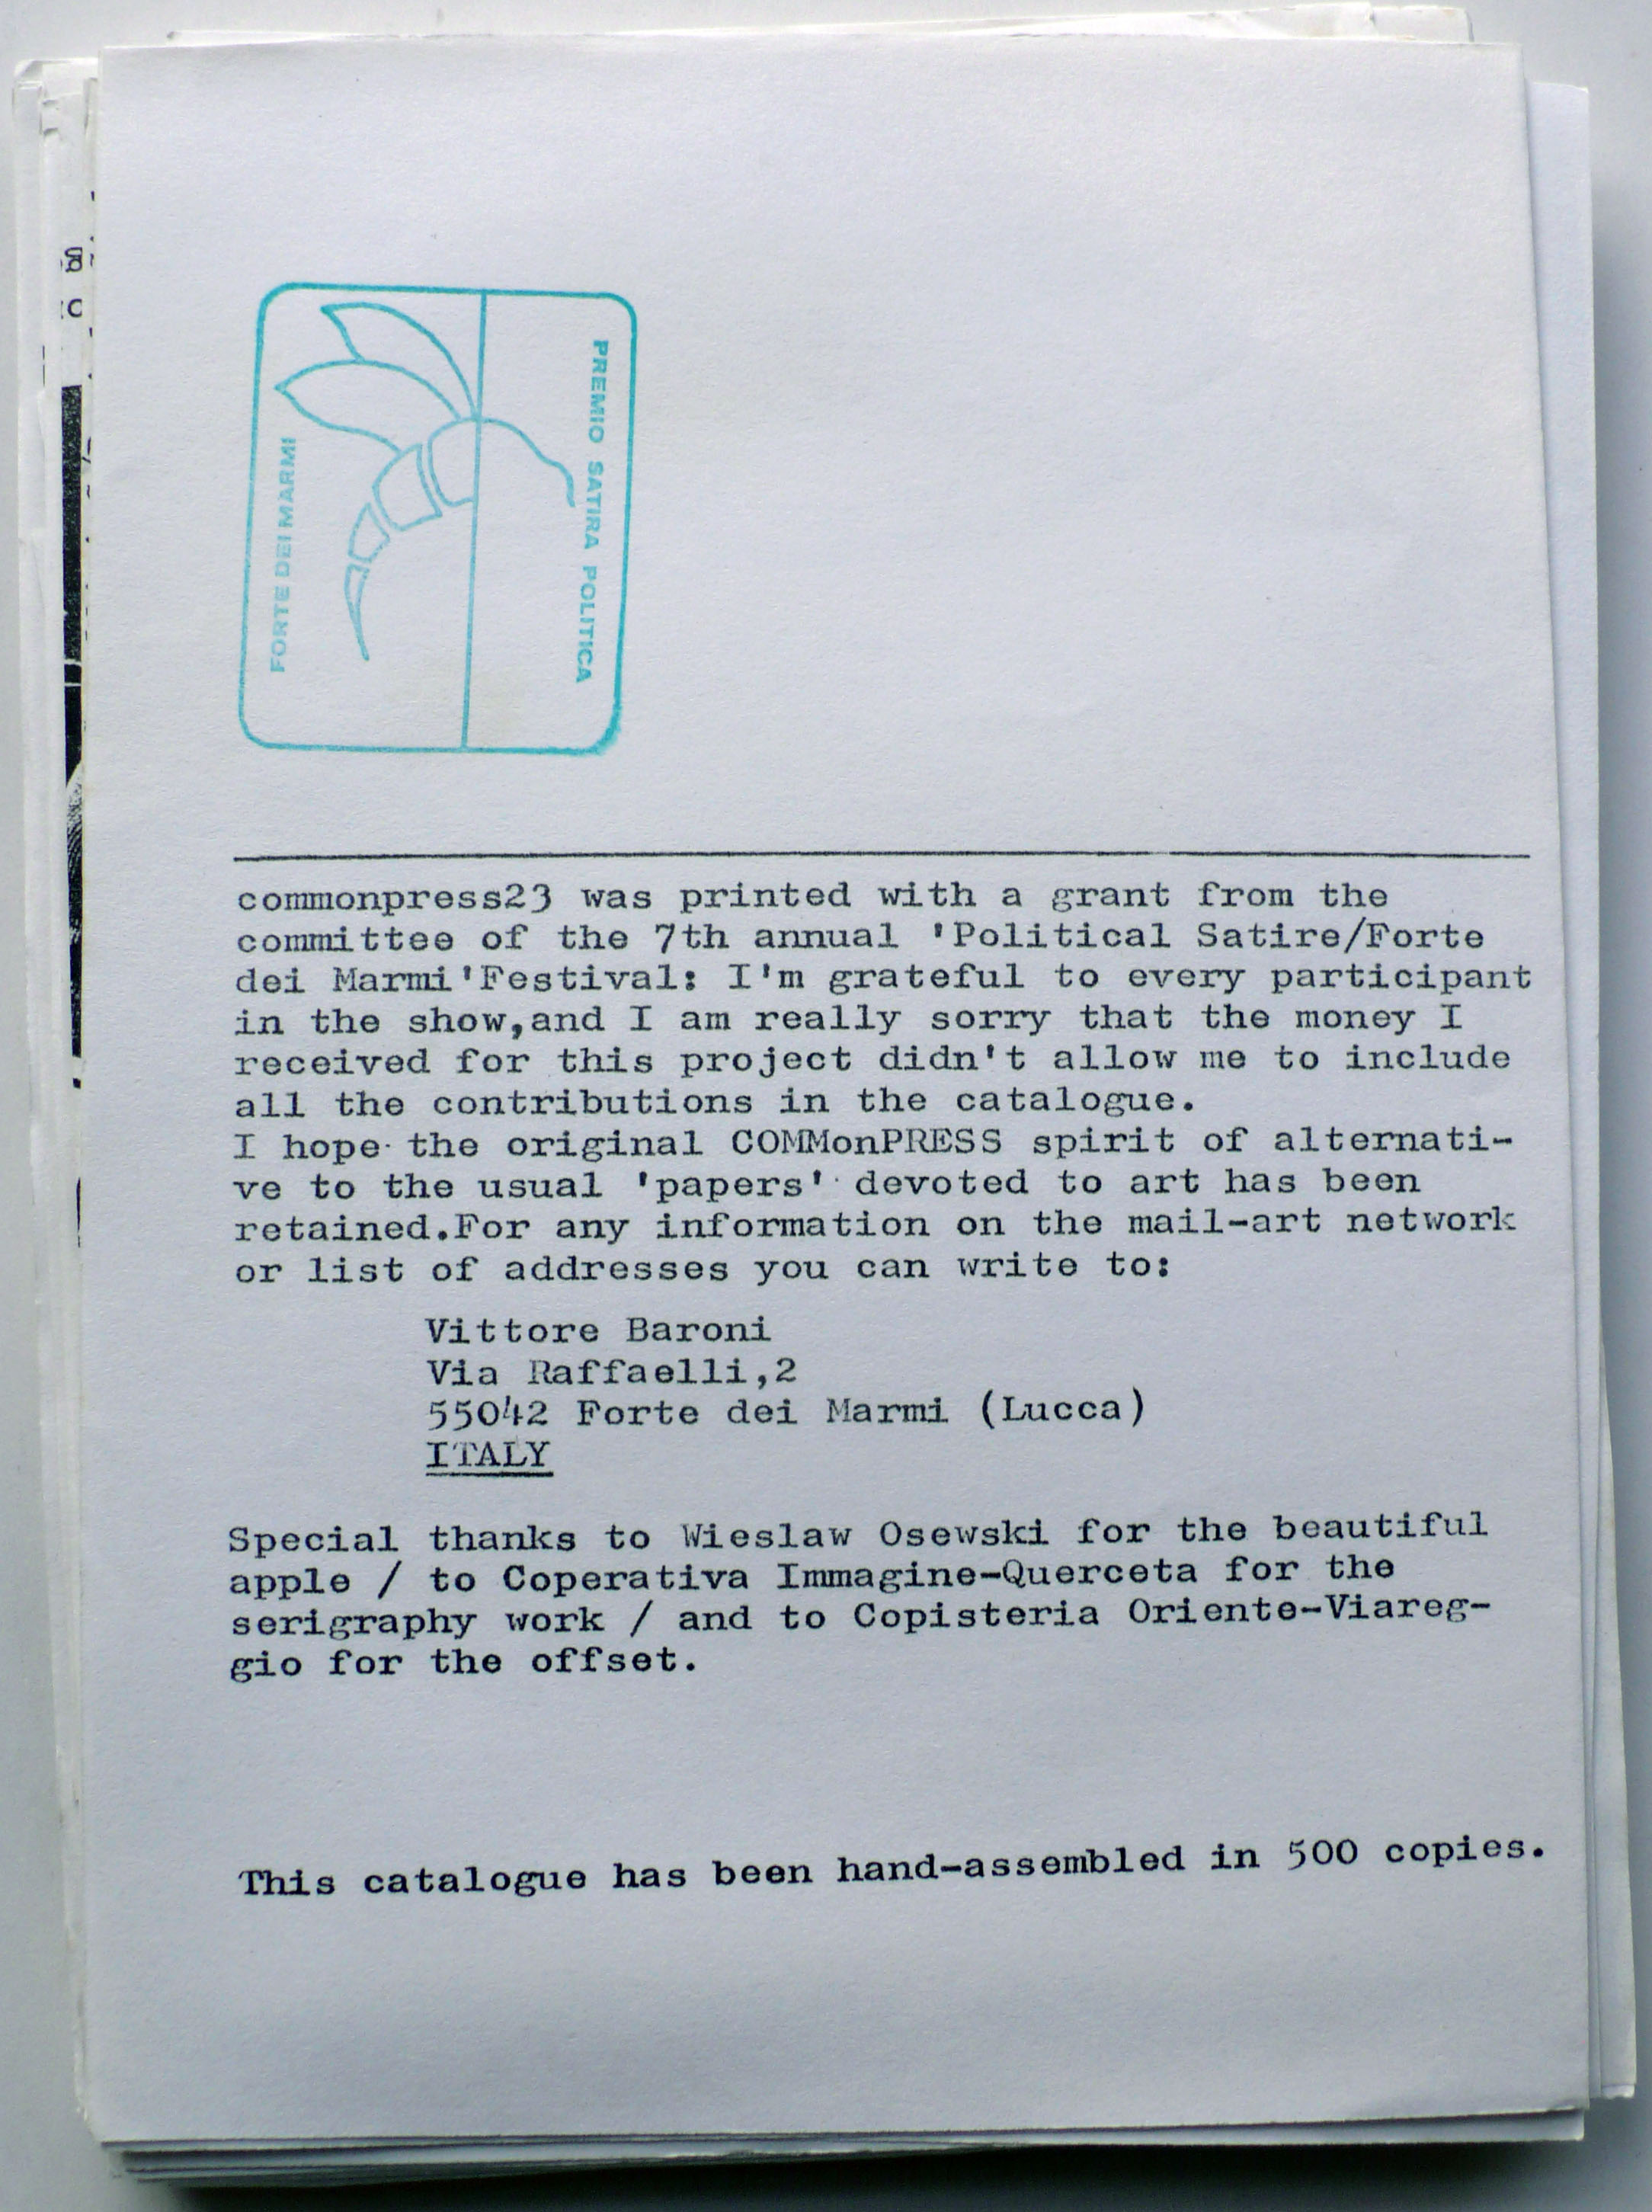 FORTE DEI MARMI
PREMIO SATIRA POLITICA
commonpress23 was printed with a grant from the
committee of the 7th annual 'Political Satire/Forte
dei Marmi'Festival: I'm grateful to every participant
in the show,and I am really sorry that the money I
received for this project didn't allow me to include
all the contributions in the catalogue.
I hope the original COMMonPRESS spirit of alternati-
ve to the usual 'papers' devoted to art has been
retained.For any information on the mail-art network
or list of addresses you can write to:
Vittore Baroni
Via Raffaelli,2
55042 Forte dei Marmi (Lucca)
ITALY
Special thanks to Wieslaw Osewski for the beautiful
apple / to Coperativa Immagine-Querceta for the
serigraphy work / and to Copisteria Oriente-Viareg-
gio for the offset.
This catalogue has been hand-assembled in 500 copies.